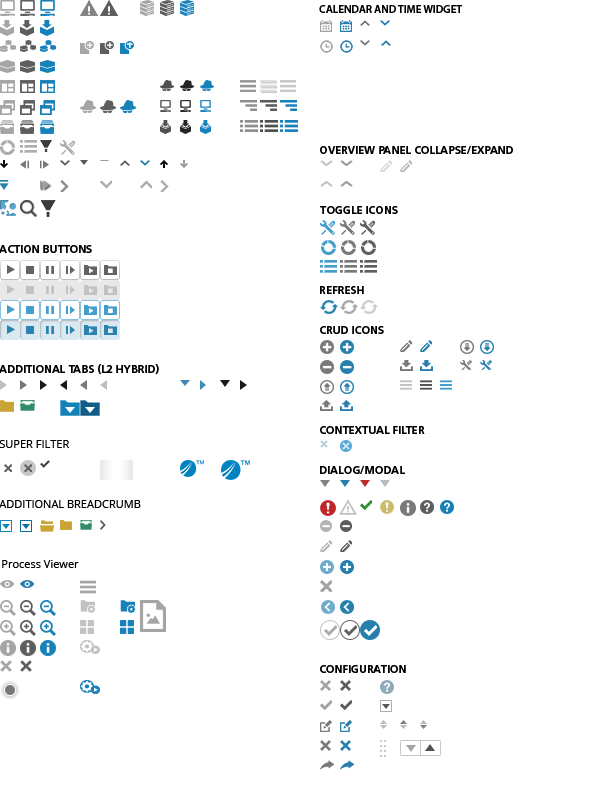 CALENDAR AND TIME WIDGET
OVERVIEW PANEL COLLAPSE/EXPAND
TOGGLE ICONS
ACTION BUTTONS
REFRESH
CRUD ICONS
ADDITIONAL TABS (L2 HYBRID)
CONTEXTUAL FILTER
SUPER FILTER
TM
TM
DIALOG/MODAL
ADDITIONAL BREADCRUMB
Process Viewer
CONFIGURATION